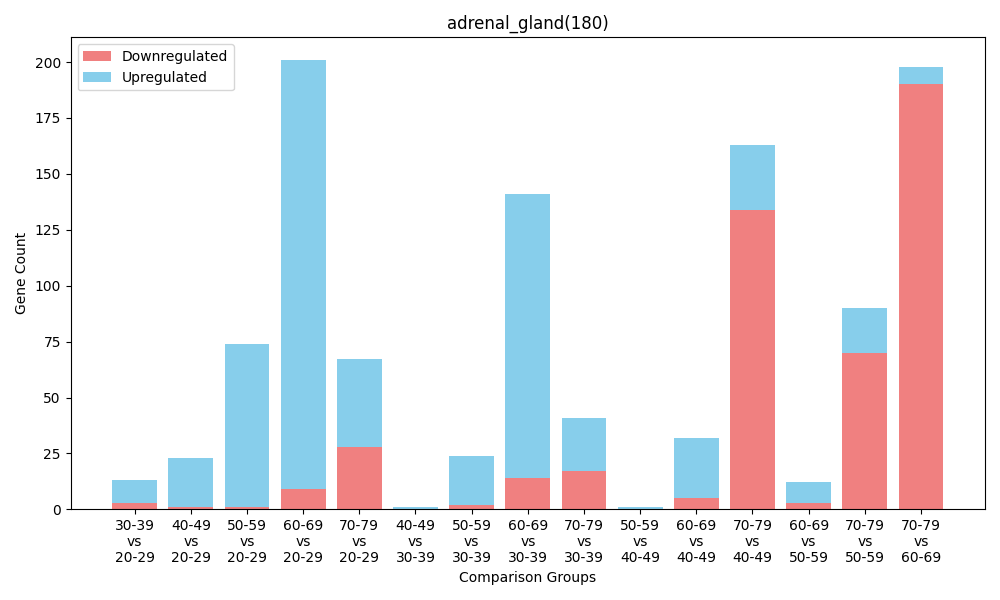 adrenal_gland(180)
Downregulated
Upregulated
Gene Count
200
175
150
125
100
75
50
25
0
30-39 vs 20-29
40-49 vs 20-29
50-59 vs 20-29
60-69 vs 20-29
70-79 vs 20-29
40-49 vs 30-39
50-59 vs 30-39
60-69 vs 30-39
70-79 vs 30-39
50-59 vs 40-49
60-69 vs 40-49
70-79 vs 40-49
60-69 vs 50-59
70-79 vs 50-59
70-79 vs 60-69
Comparison Groups